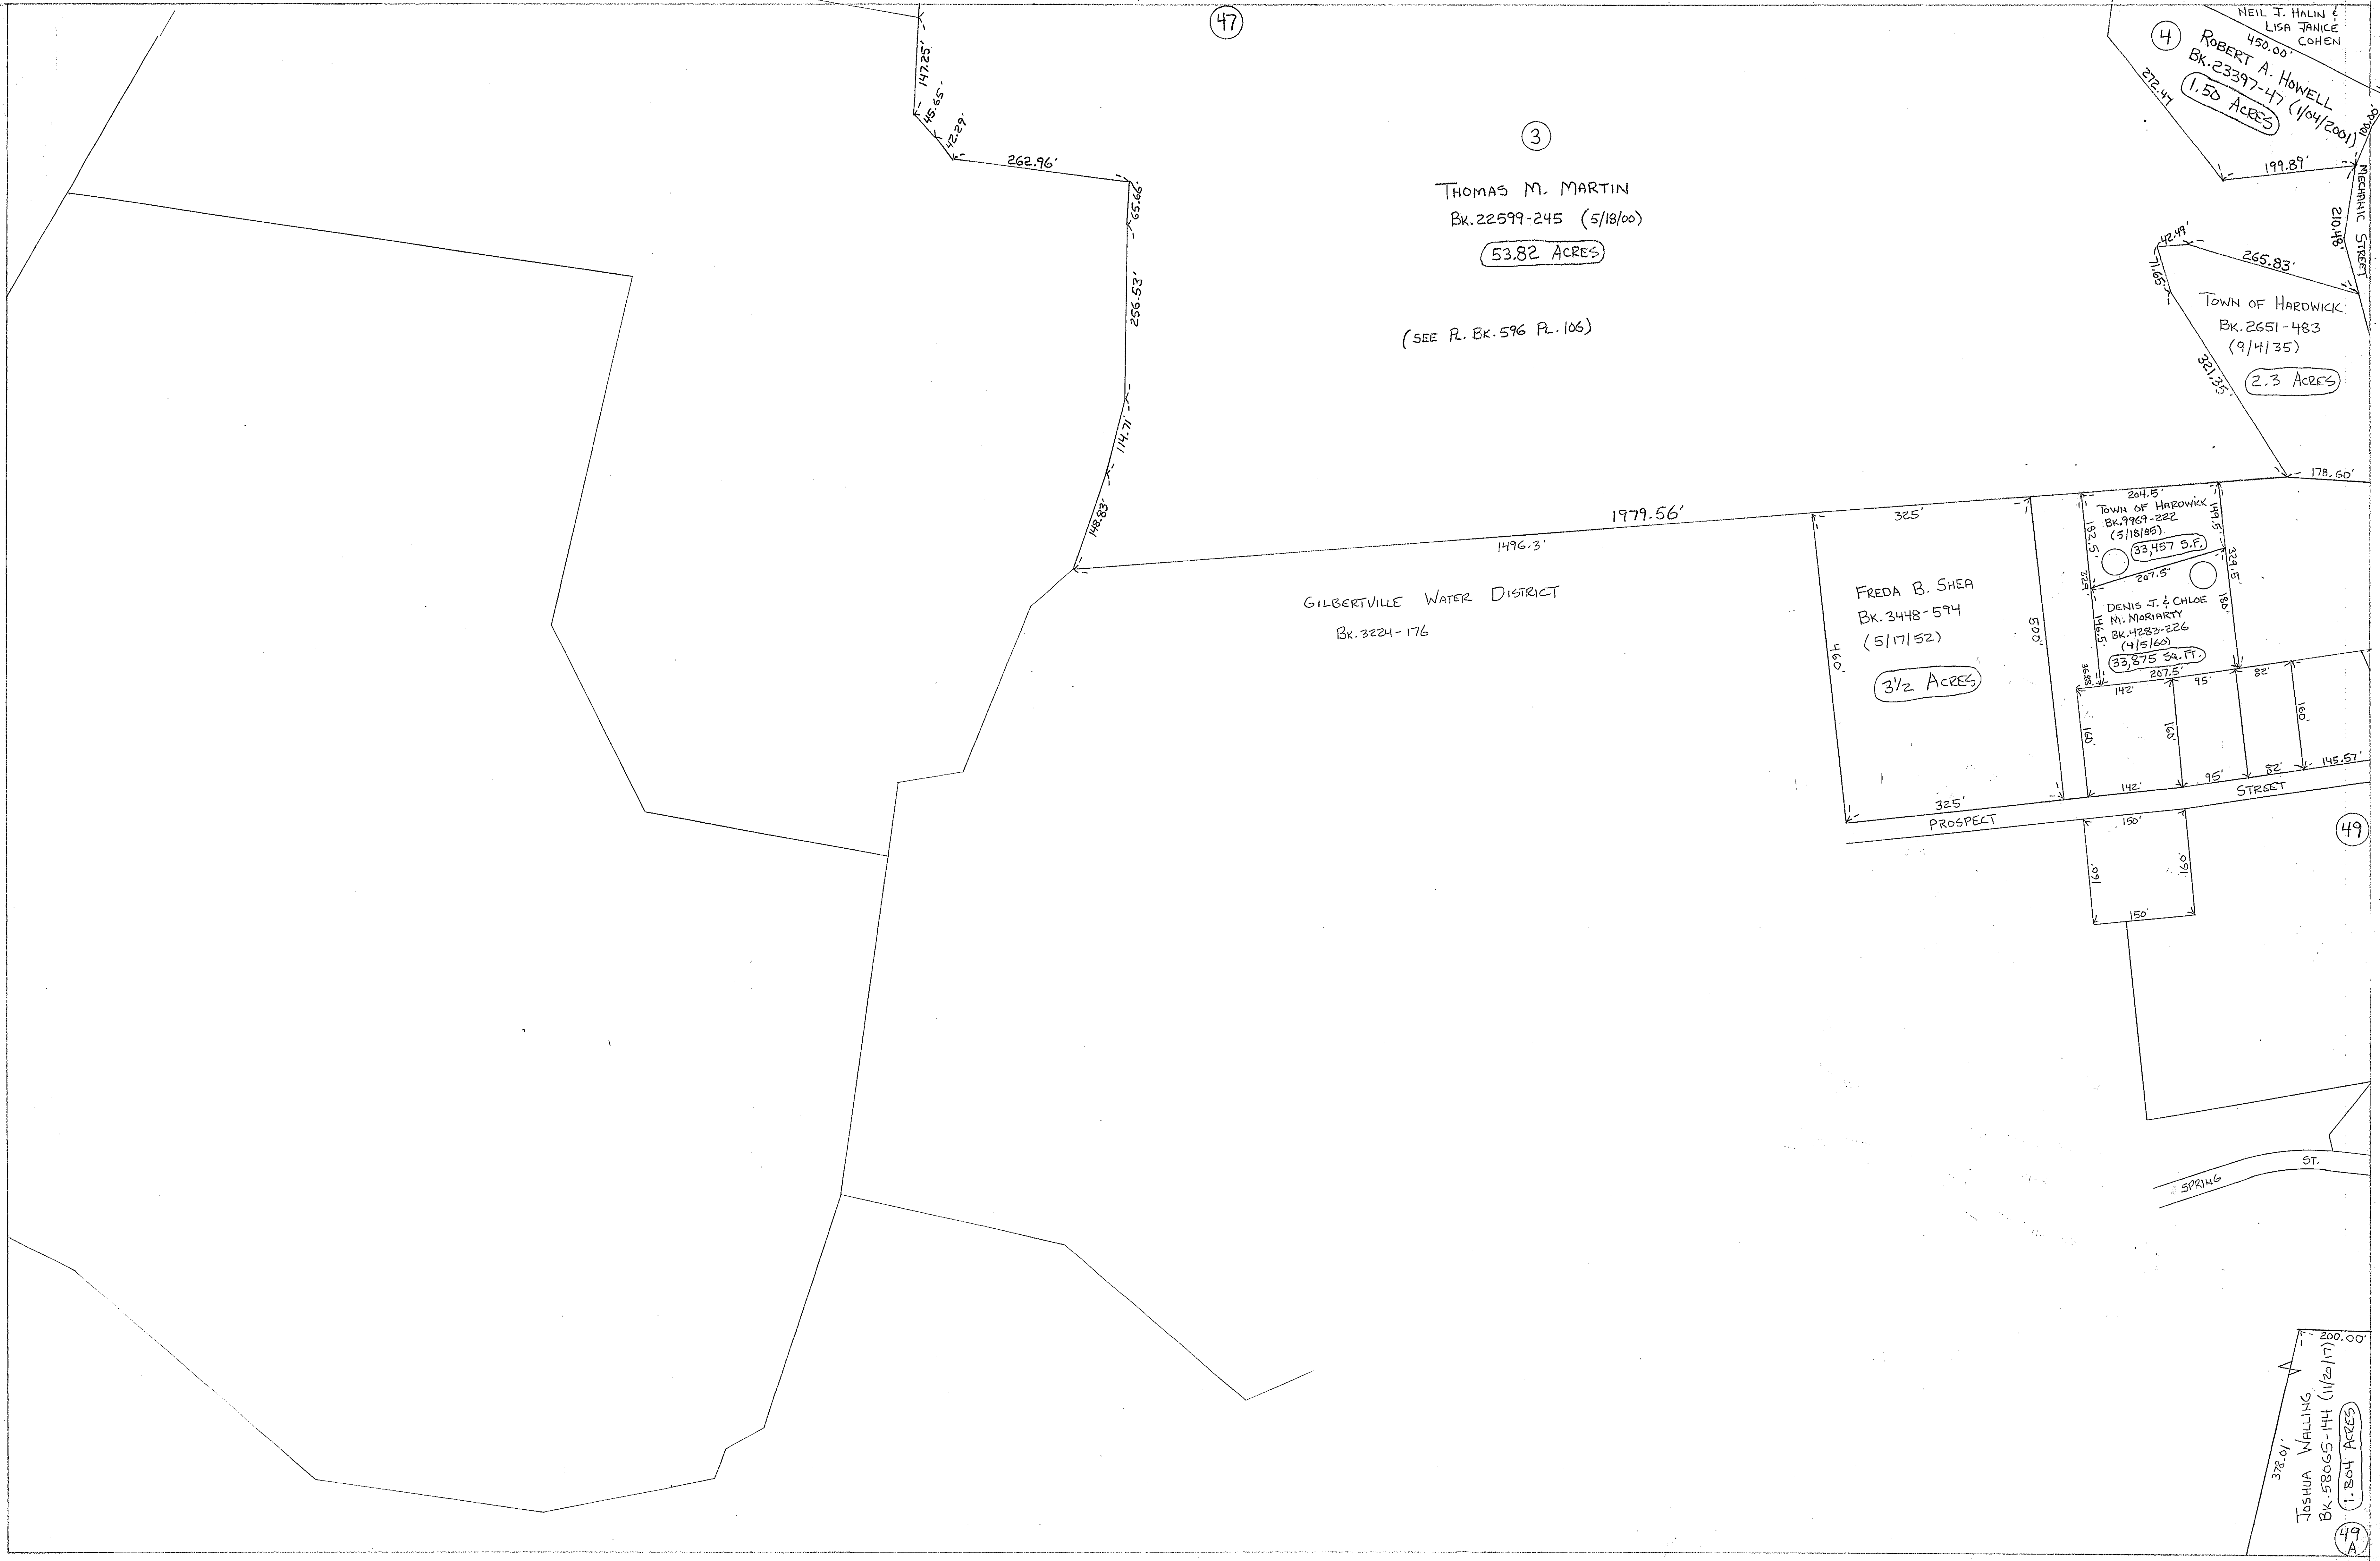 47
147.25'
45.65'
42.29'
262.96'
65.66'
256.53'
114.71'
148.83'
3
THOMAS M. MARTIN
BK.22599-245 (5/18/00)
53.82 ACRES
(SEE PL. BK. 596 PL. 106)
NEIL J. HALIN &
LISA JANICE
COHEN
450.00'
4
ROBERT A. HOWELL
BK.23397-47 (1/04/2001)
1.50 ACRES
272.47
100.00'
199.89'
MECHANIC STREET
210.48'
42.49'
71.65'
265.83'
TOWN OF HARDWICK
BK.2651-483
(9/4/35)
2.3 ACRES
321.35'
178.60'
1979.56'
1496.3'
325'
GILBERTVILLE WATER DISTRICT
BK. 3224-176
FREDA B. SHEA
BK. 3448-594
(5/17/52)
3 1/2 ACRES
460'
500'
325'
204.5'
TOWN OF HARDWICK
BK.9969-222
(5/18/85)
33,457 S.F.
182.5'
149.5'
329'
329.5'
207.5'
DENIS J. & CHLOE
M. MORIARTY
BK.4283-226
(4/5/60)
33,875 SQ.FT.
146.5'
180'
36.88'
207.5'
142'
95'
82'
160'
160'
160'
142'
95'
82'
145.57'
PROSPECT STREET
150'
160'
160'
150'
49
SPRING ST.
200.00'
378.01'
JOSHUA WALLING
BK.58065-144 (11/20/17)
1.804 ACRES
49
A